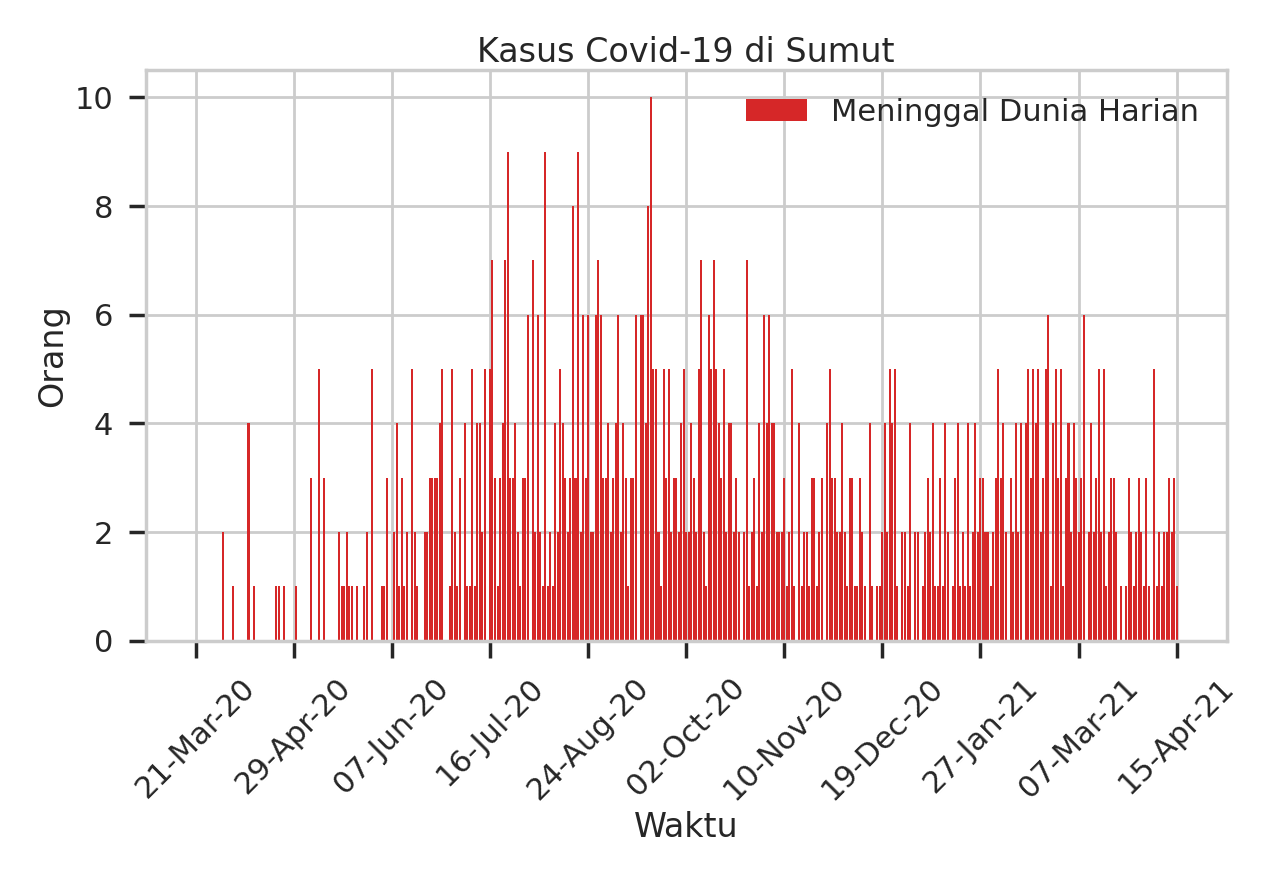 Kasus Covid-19 di Sumut
Meninggal Dunia Harian
Orang
10
8
6
4
2
0
21-Mar-20
29-Apr-20
07-Jun-20
16-Jul-20
24-Aug-20
02-Oct-20
10-Nov-20
19-Dec-20
27-Jan-21
07-Mar-21
15-Apr-21
Waktu